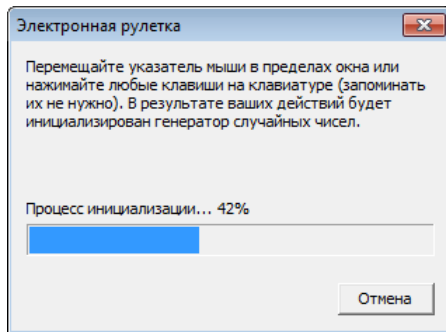 Электронная рулетка
Перемещайте указатель мыши в пределах окна или
нажимайте любые клавиши на клавиатуре (запоминать
их не нужно). В результате ваших действий будет
инициализирован генератор случайных чисел.
Процесс инициализации... 42%
Отмена